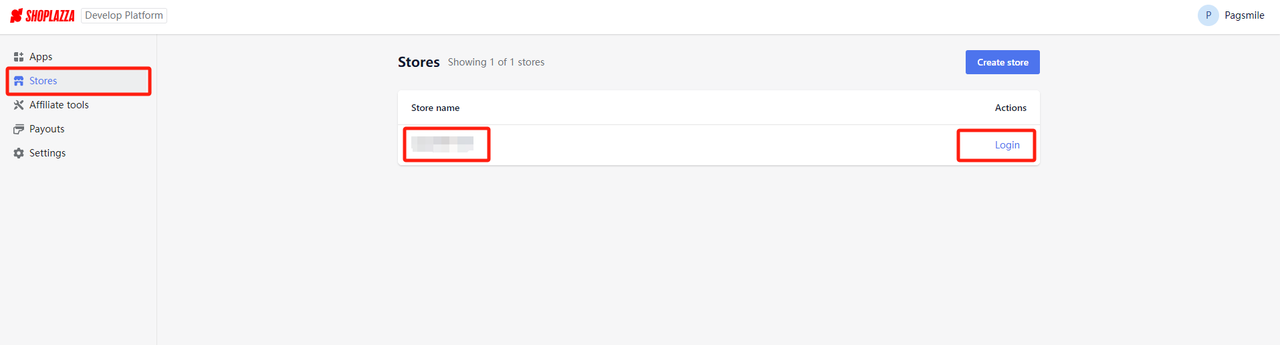 SHOPLAZZA Develop Platform
P Pagsmile
Apps
Stores
Affiliate tools
Payouts
Settings
Stores Showing 1 of 1 stores
Create store
Store name Actions
Login